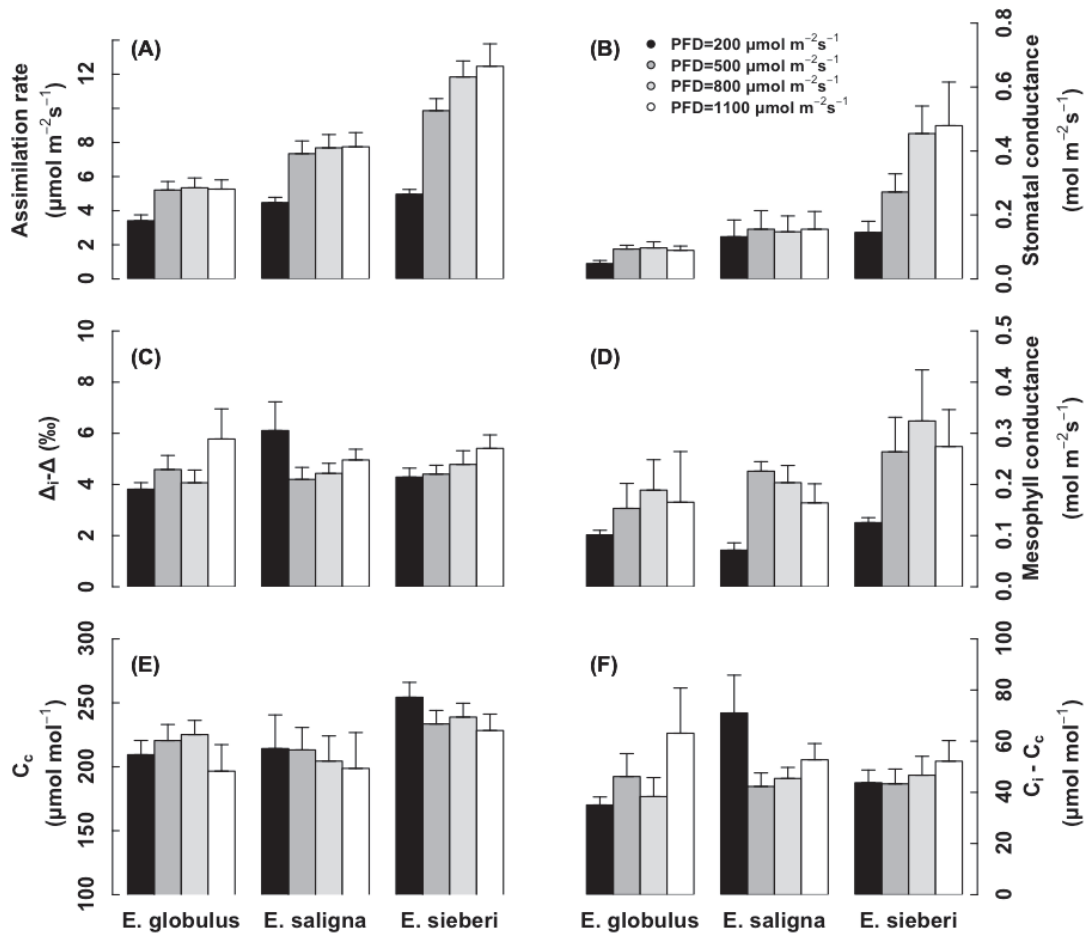 (A)
Assimilation rate
(µmol m−2s−1)
0 2 4 6 8 12
(B)
PFD=200 µmol m−2s−1
PFD=500 µmol m−2s−1
PFD=800 µmol m−2s−1
PFD=1100 µmol m−2s−1
0.0 0.2 0.4 0.6 0.8
Stomatal conductance
(mol m−2s−1)
(C)
Δi-Δ (‰)
0 2 4 6 8 10
(D)
0.0 0.1 0.2 0.3 0.4 0.5
Mesophyll conductance
(mol m−2s−1)
(E)
Cc
(µmol mol−1)
100 150 200 250 300
(F)
0 20 40 60 80 100
Ci - Cc
(µmol mol−1)
E. globulus E. saligna E. sieberi
E. globulus E. saligna E. sieberi